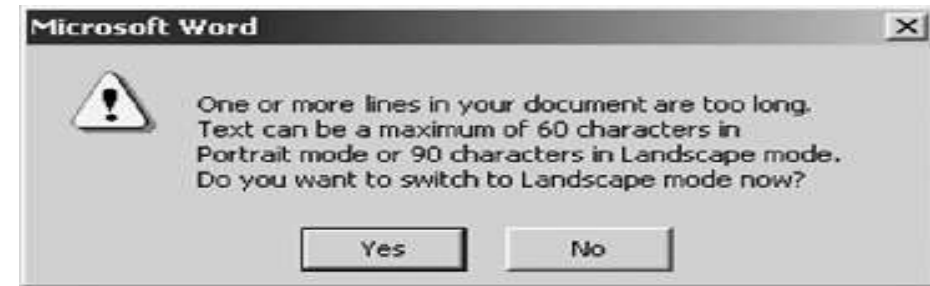 Microsoft Word
One or more lines in your document are too long.
Text can be a maximum of 60 characters in
Portrait mode or 90 characters in Landscape mode.
Do you want to switch to Landscape mode now?
Yes
No